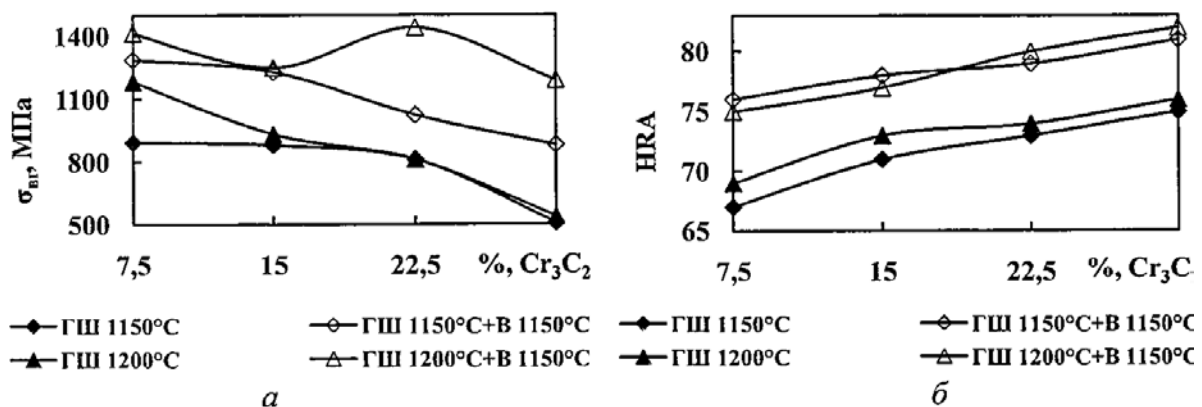 σвг, МПа
1400
1100
800
500
7,5 15 22,5 %, Cr₃C₂
ГШ 1150°С
ГШ 1150°С+В 1150°С
ГШ 1200°С
ГШ 1200°С+В 1150°С
а
HRA
80
75
70
65
7,5 15 22,5 %, Cr₃C
ГШ 1150°С
ГШ 1150°С+В 1150°С
ГШ 1200°С
ГШ 1200°С+В 1150°С
б